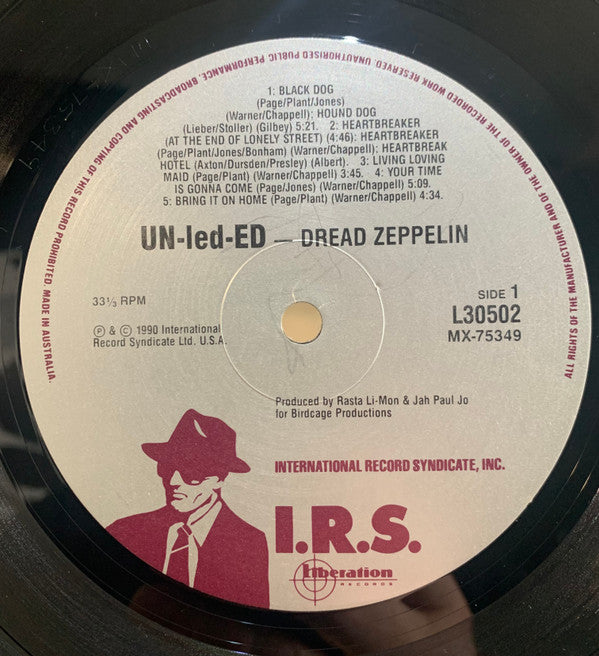 ALL RIGHTS OF THE MANUFACTURER AND OF THE OWNER OF THE RECORDED WORK RESERVED. UNAUTHORISED PUBLIC PERFORMANCE, BROADCASTING AND COPYING OF THIS RECORD PROHIBITED. MADE IN AUSTRALIA.
1: BLACK DOG
(Page/Plant/Jones)
(Warner/Chappell): HOUND DOG
(Lieber/Stoller) (Gilbey) 5:21. 2: HEARTBREAKER
(AT THE END OF LONELY STREET) (4:46): HEARTBREAKER
(Page/Plant/Jones/Bonham) (Warner/Chappell): HEARTBREAK
HOTEL (Axton/Dursden/Presley) (Albert). 3: LIVING LOVING
MAID (Page/Plant) (Warner/Chappell) 3:45. 4: YOUR TIME
IS GONNA COME (Page/Jones) (Warner/Chappell) 5:09.
5: BRING IT ON HOME (Page/Plant) (Warner/Chappell) 4:34.
UN-led-ED – DREAD ZEPPELIN
33⅓ RPM
SIDE 1
L30502
MX-75349
Ⓟ & © 1990 International
Record Syndicate Ltd. U.S.A.
Produced by Rasta Li-Mon & Jah Paul Jo
for Birdcage Productions
INTERNATIONAL RECORD SYNDICATE, INC.
I.R.S.
Liberation
RECORDS